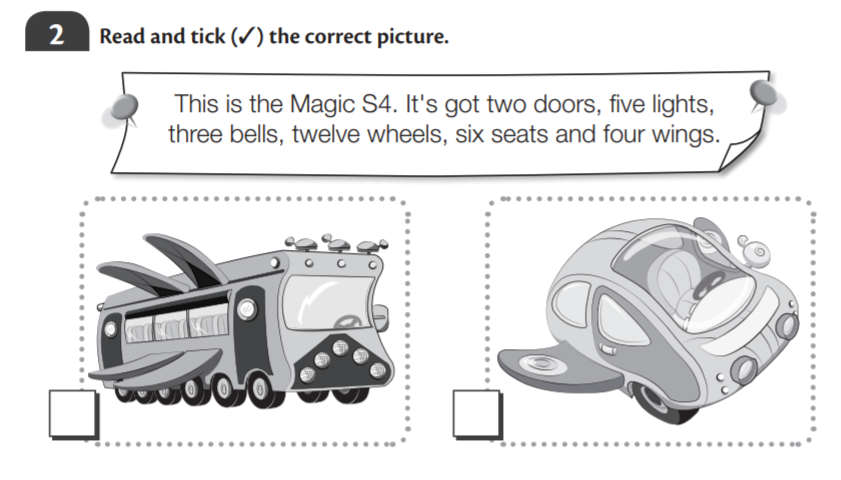 2 Read and tick (✓) the correct picture.
This is the Magic S4. It's got two doors, five lights,
three bells, twelve wheels, six seats and four wings.